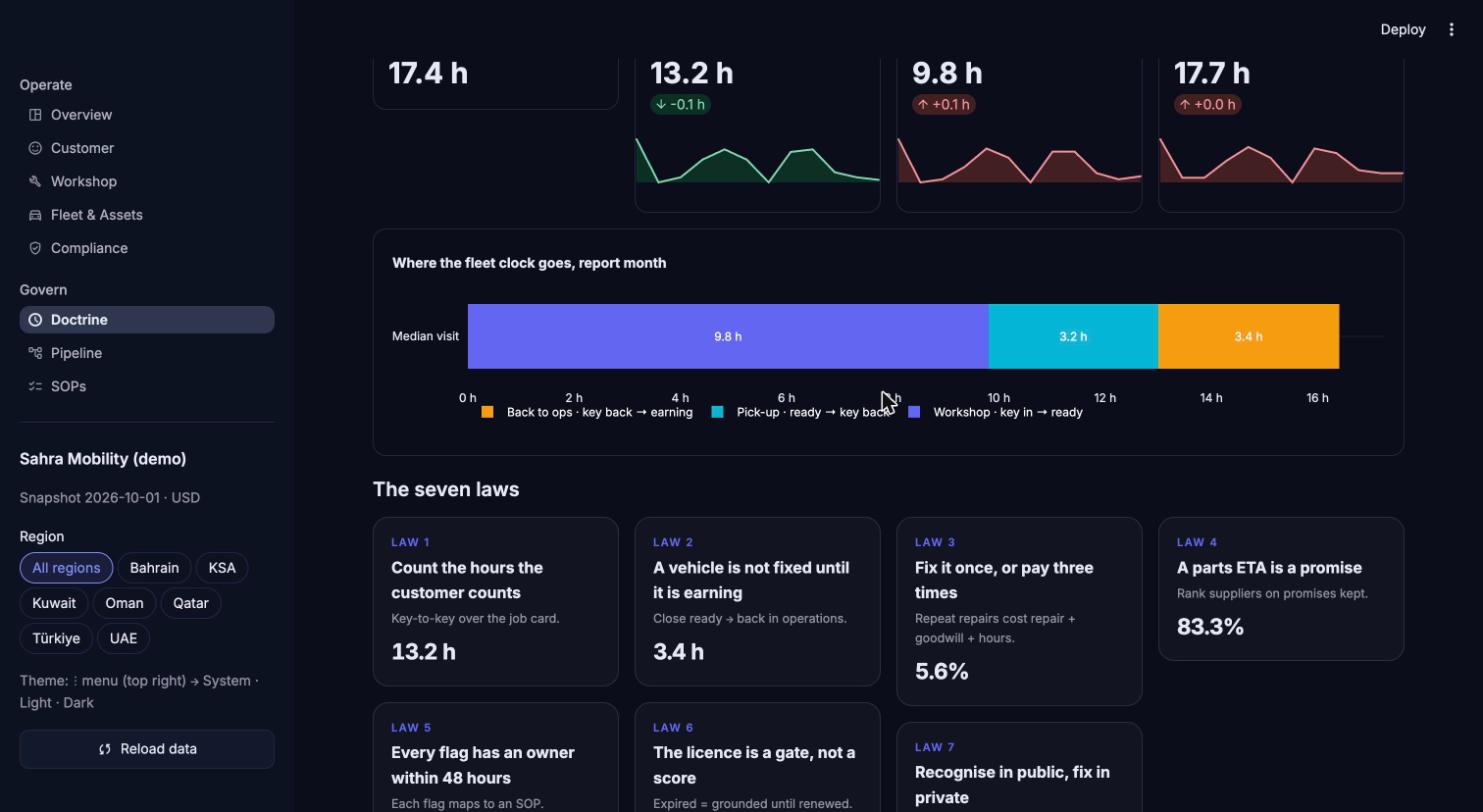 Deploy
Operate
Overview
Customer
Workshop
Fleet & Assets
Compliance
Govern
Doctrine
Pipeline
SOPs
Sahra Mobility (demo)
Snapshot 2026-10-01 · USD
Region
All regions
Bahrain
KSA
Kuwait
Oman
Qatar
Türkiye
UAE
Theme: ⋮ menu (top right) → System ·
Light · Dark
Reload data
17.4 h
13.2 h
↓ -0.1 h
9.8 h
↑ +0.1 h
17.7 h
↑ +0.0 h
Where the fleet clock goes, report month
Median visit
9.8 h
3.2 h
3.4 h
0 h
2 h
4 h
6 h
10 h
12 h
14 h
16 h
Back to ops · key back → earning
Pick-up · ready → key back
Workshop · key in → ready
The seven laws
LAW 1
Count the hours the
customer counts
Key-to-key over the job card.
13.2 h
LAW 2
A vehicle is not fixed until
it is earning
Close ready → back in operations.
3.4 h
LAW 3
Fix it once, or pay three
times
Repeat repairs cost repair +
goodwill + hours.
5.6%
LAW 4
A parts ETA is a promise
Rank suppliers on promises kept.
83.3%
LAW 5
Every flag has an owner
within 48 hours
Each flag maps to an SOP.
LAW 6
The licence is a gate, not a
score
Expired = grounded until renewed.
LAW 7
Recognise in public, fix in
private